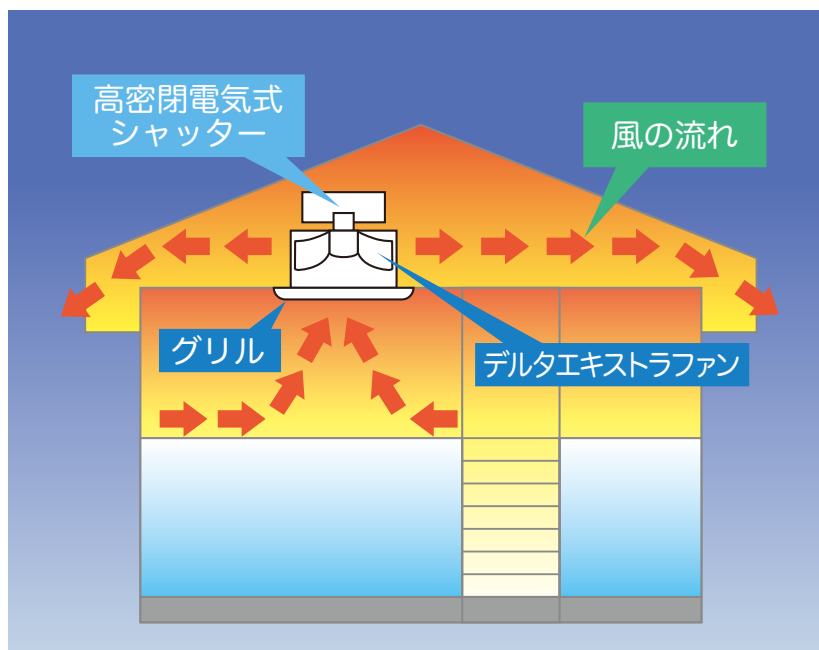 高密閉電気式
シャッター
風の流れ
グリル
デルタエキストラファン